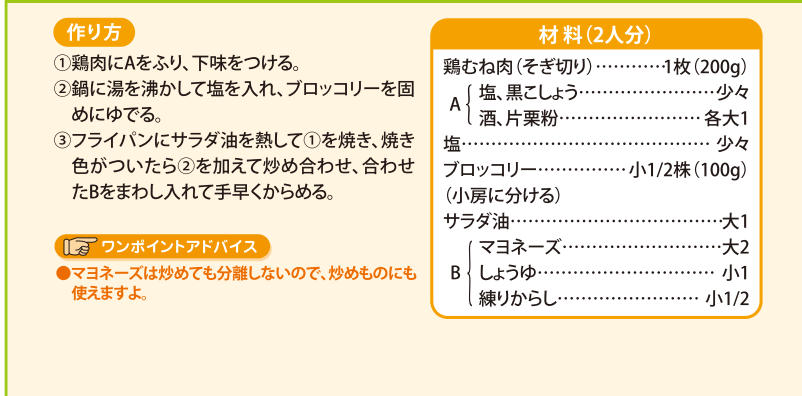 作り方
①鶏肉にAをふり、下味をつける。
②鍋に湯を沸かして塩を入れ、ブロッコリーを固
めにゆでる。
③フライパンにサラダ油を熱して①を焼き、焼き
色がついたら②を加えて炒め合わせ、合わせ
たBをまわし入れて手早くからめる。
ワンポイントアドバイス
●マヨネーズは炒めても分離しないので、炒めものにも
使えますよ。
材料(2人分)
鶏むね肉(そぎ切り)…………1枚(200g)
A
塩、黒こしょう……………………少々
酒、片栗粉……………………各大1
塩…………………………………… 少々
ブロッコリー……………小1/2株(100g)
(小房に分ける)
サラダ油………………………………大1
B
マヨネーズ………………………大2
しょうゆ………………………… 小1
練りからし…………………… 小1/2